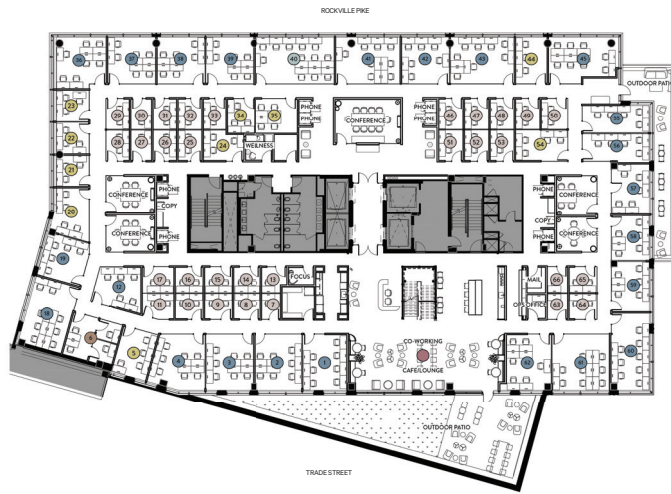 ROCKVILLE PIKE
36
37
38
39
40
41
42
43
44
45
OUTDOOR PATIO
23
29
30
31
32
33
34
35
PHONE
PHONE
CONFERENCE
PHONE
PHONE
46
47
48
49
50
55
22
28
27
26
25
24
WELLNESS
51
52
53
54
56
21
20
CONFERENCE
PHONE
COPY
CONFERENCE
PHONE
PHONE
CONFERENCE
COPY
PHONE
CONFERENCE
57
19
12
17
16
15
14
13
FOCUS
11
10
9
8
7
MAIL
OPS OFFICE
66
65
63
64
59
18
6
5
4
3
2
1
CO-WORKING
CAFE/LOUNGE
62
61
60
OUTDOOR PATIO
TRADE STREET